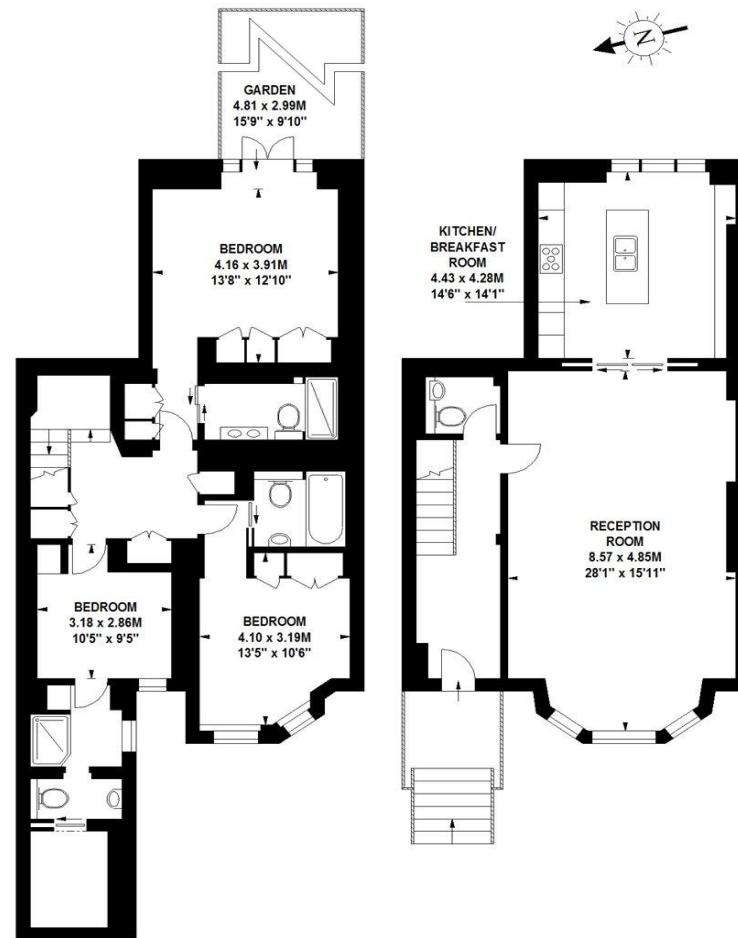 N
GARDEN
4.81 x 2.99M
15'9" x 9'10"
BEDROOM
4.16 x 3.91M
13'8" x 12'10"
KITCHEN/
BREAKFAST
ROOM
4.43 x 4.28M
14'6" x 14'1"
RECEPTION
ROOM
8.57 x 4.85M
28'1" x 15'11"
BEDROOM
3.18 x 2.86M
10'5" x 9'5"
BEDROOM
4.10 x 3.19M
13'5" x 10'6"